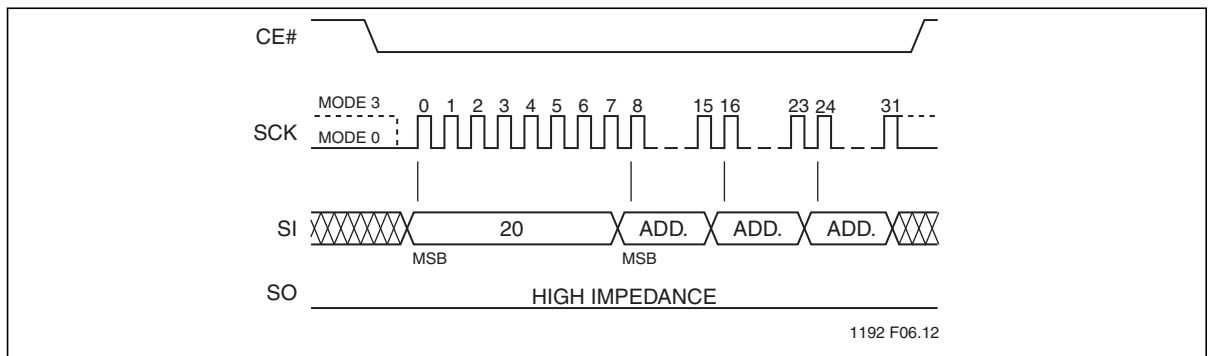 CE#
MODE 3
0 1 2 3 4 5 6 7 8 15 16 23 24 31
SCK
MODE 0
SI 20 ADD. ADD. ADD.
MSB MSB
SO HIGH IMPEDANCE
1192 F06.12